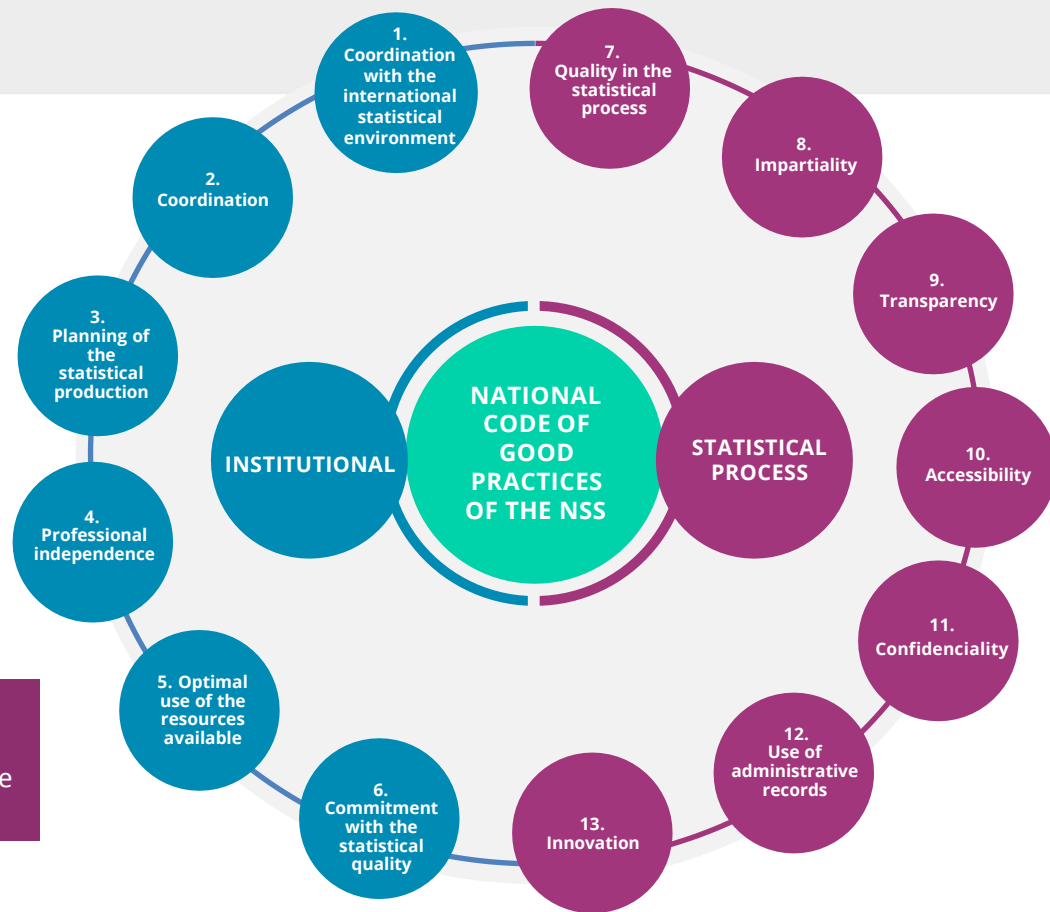 1.
Coordination
with the
international
statistical
environment
2.
Coordination
3.
Planning of
the
statistical
production
4.
Professional
independence
5. Optimal
use of the
resources
available
6.
Commitment
with the
statistical
quality
7.
Quality in the
statistical
process
8.
Impartiality
9.
Transparency
10.
Accessibility
11.
Confidenciality
12.
Use of
administrative
records
13.
Innovation
INSTITUTIONAL
NATIONAL
CODE OF
GOOD
PRACTICES
OF THE NSS
STATISTICAL
PROCESS